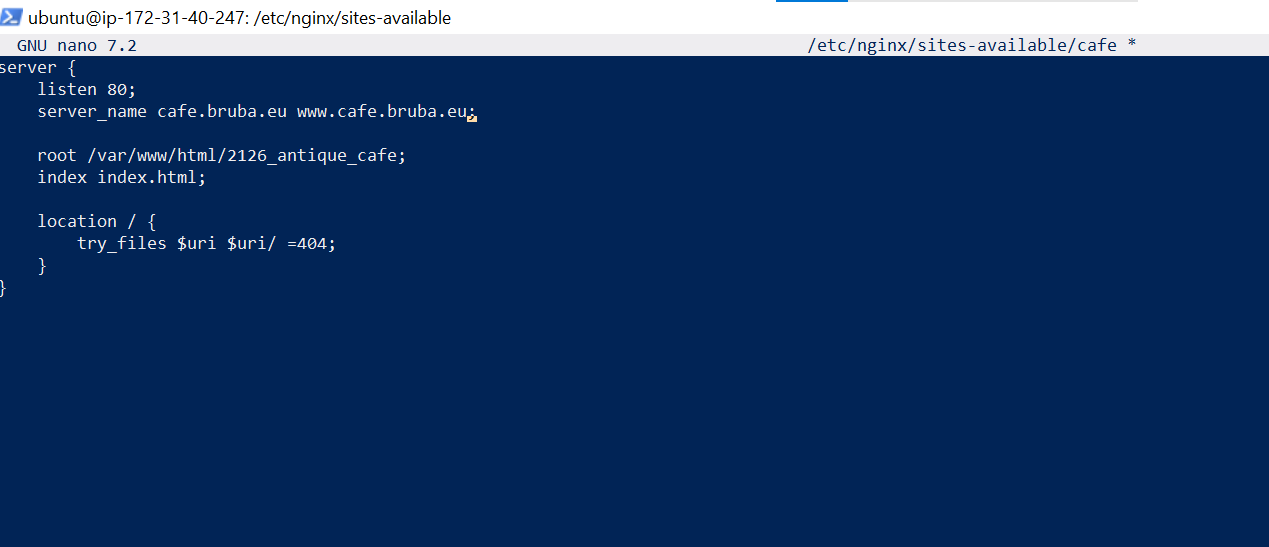 ubuntu@ip-172-31-40-247: /etc/nginx/sites-available
GNU nano 7.2 /etc/nginx/sites-available/cafe *
server {
    listen 80;
    server_name cafe.bruba.eu www.cafe.bruba.eu;

    root /var/www/html/2126_antique_cafe;
    index index.html;

    location / {
        try_files $uri $uri/ =404;
    }
}